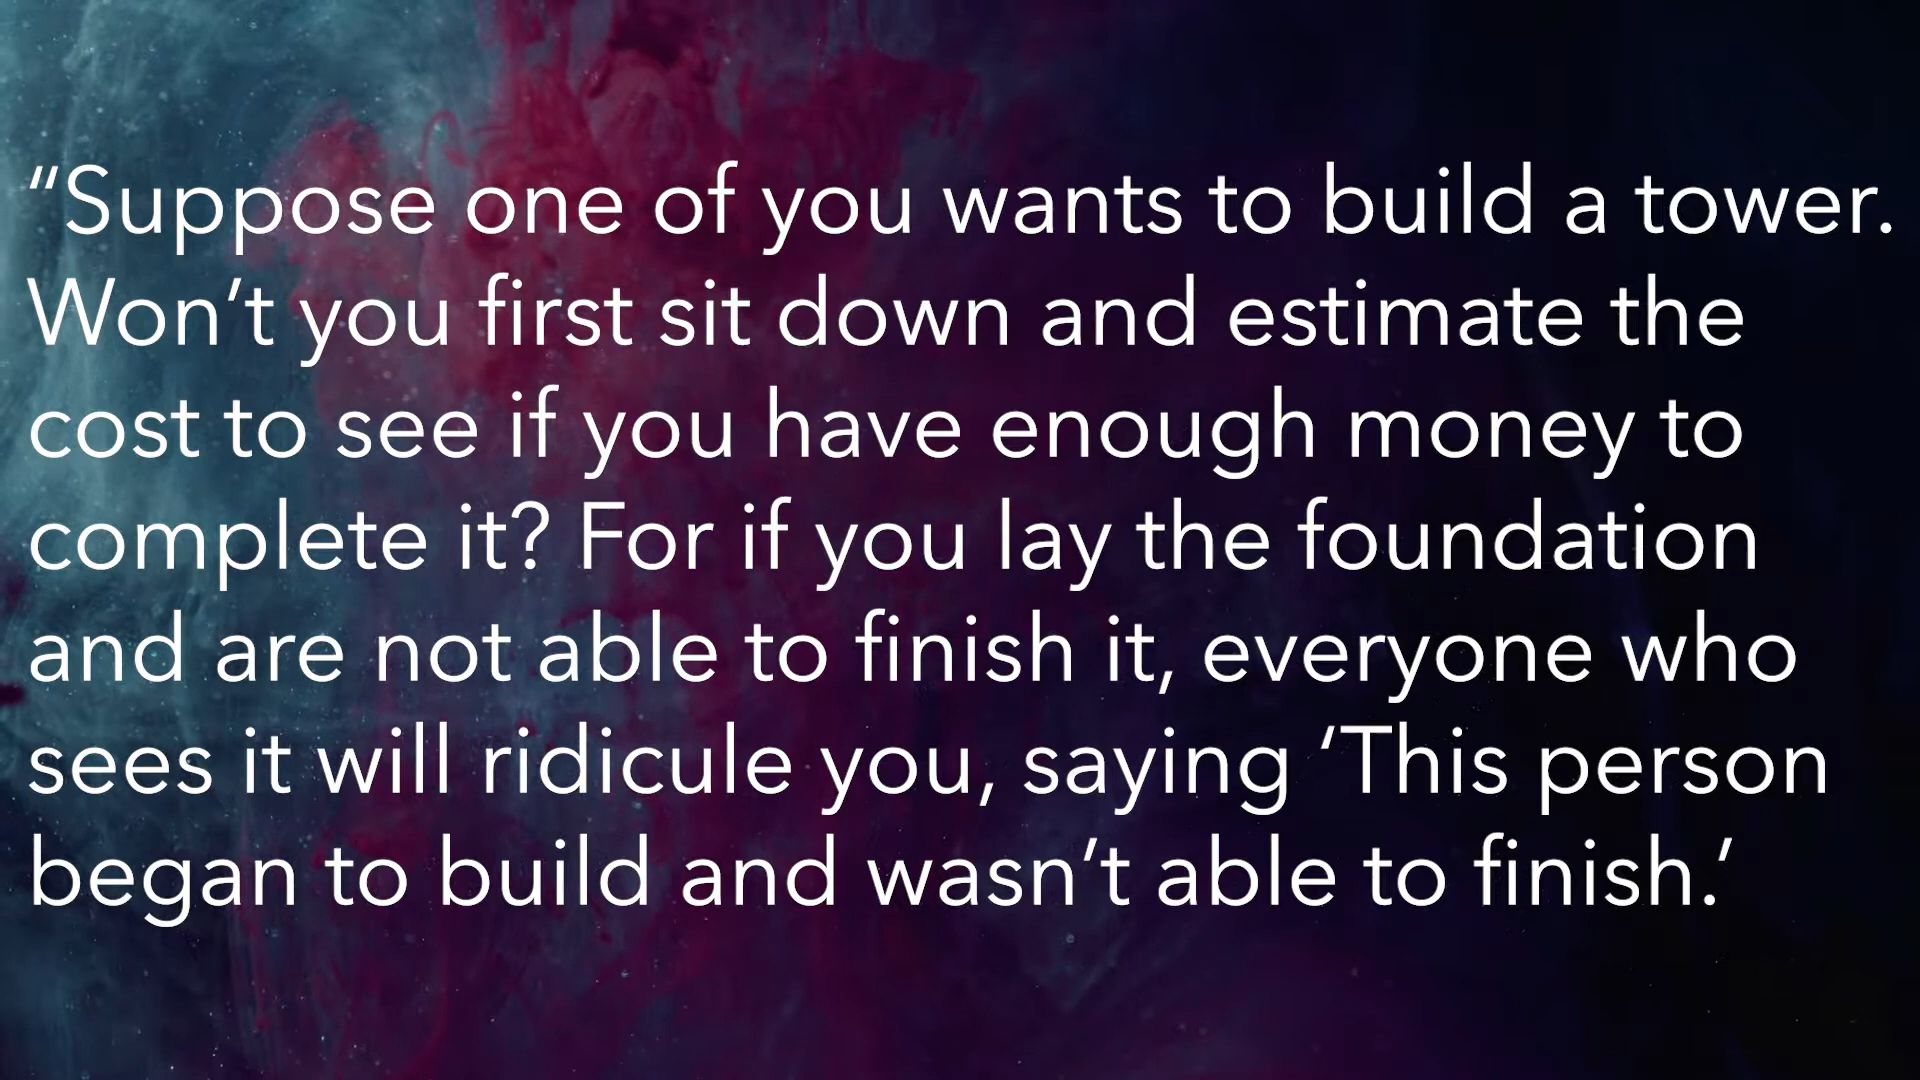 “Suppose one of you wants to build a tower.
Won’t you first sit down and estimate the
cost to see if you have enough money to
complete it? For if you lay the foundation
and are not able to finish it, everyone who
sees it will ridicule you, saying ‘This person
began to build and wasn’t able to finish.’